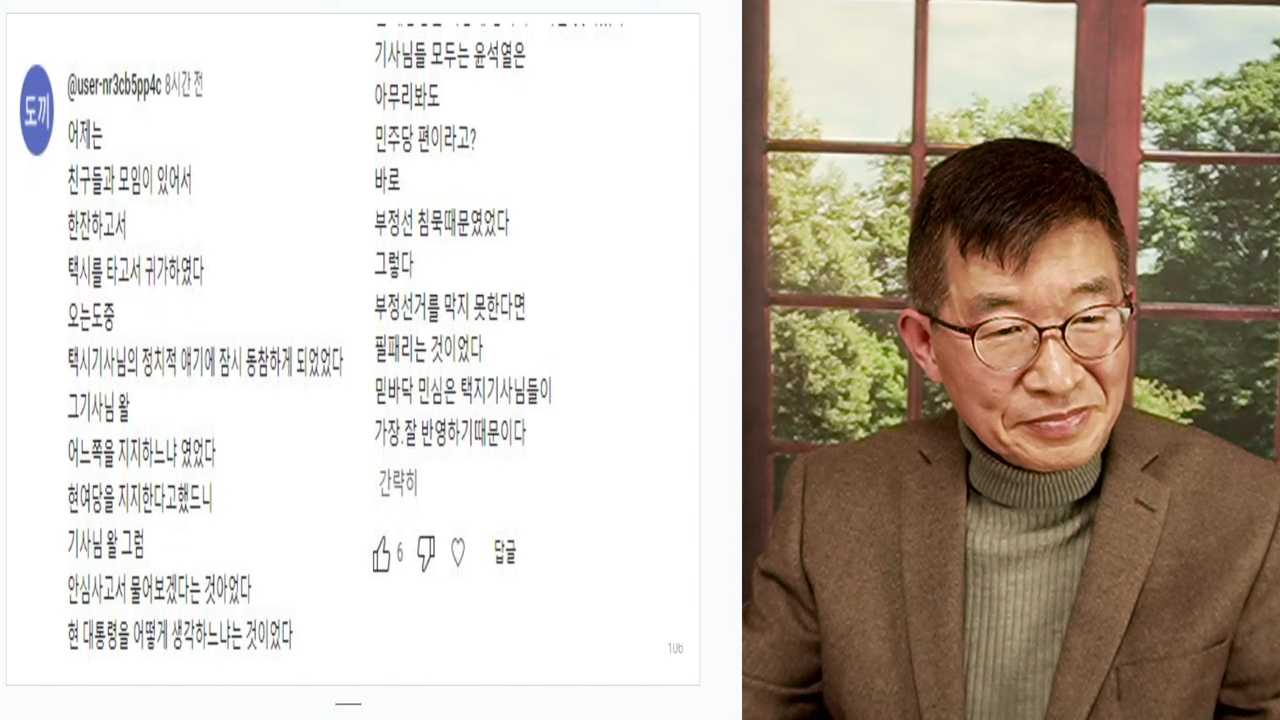 도끼
@user-nr3cb5pp4c 8시간 전
어제는
친구들과 모임이 있어서
한잔하고서
택시를 타고서 귀가하였다
오는도중
택시기사님의 정치적 얘기에 잠시 동참하게 되었었다
그기사님 왈
어느쪽을 지지하느냐 였었다
현여당을 지지한다고했드니
기사님 왈 그럼
안심사고서 물어보겠다는 것아었다
현 대통령을 어떻게 생각하느냐는 것이었다
기사님들 모두는 윤석열은
아무리봐도
민주당 편이라고?
바로
부정선 침묵때문였었다
그렇다
부정선거를 막지 못한다면
필패리는 것이었다
믿바닥 민심은 택지기사님들이
가장.잘 반영하기때문이다
간략히
6
답글
106